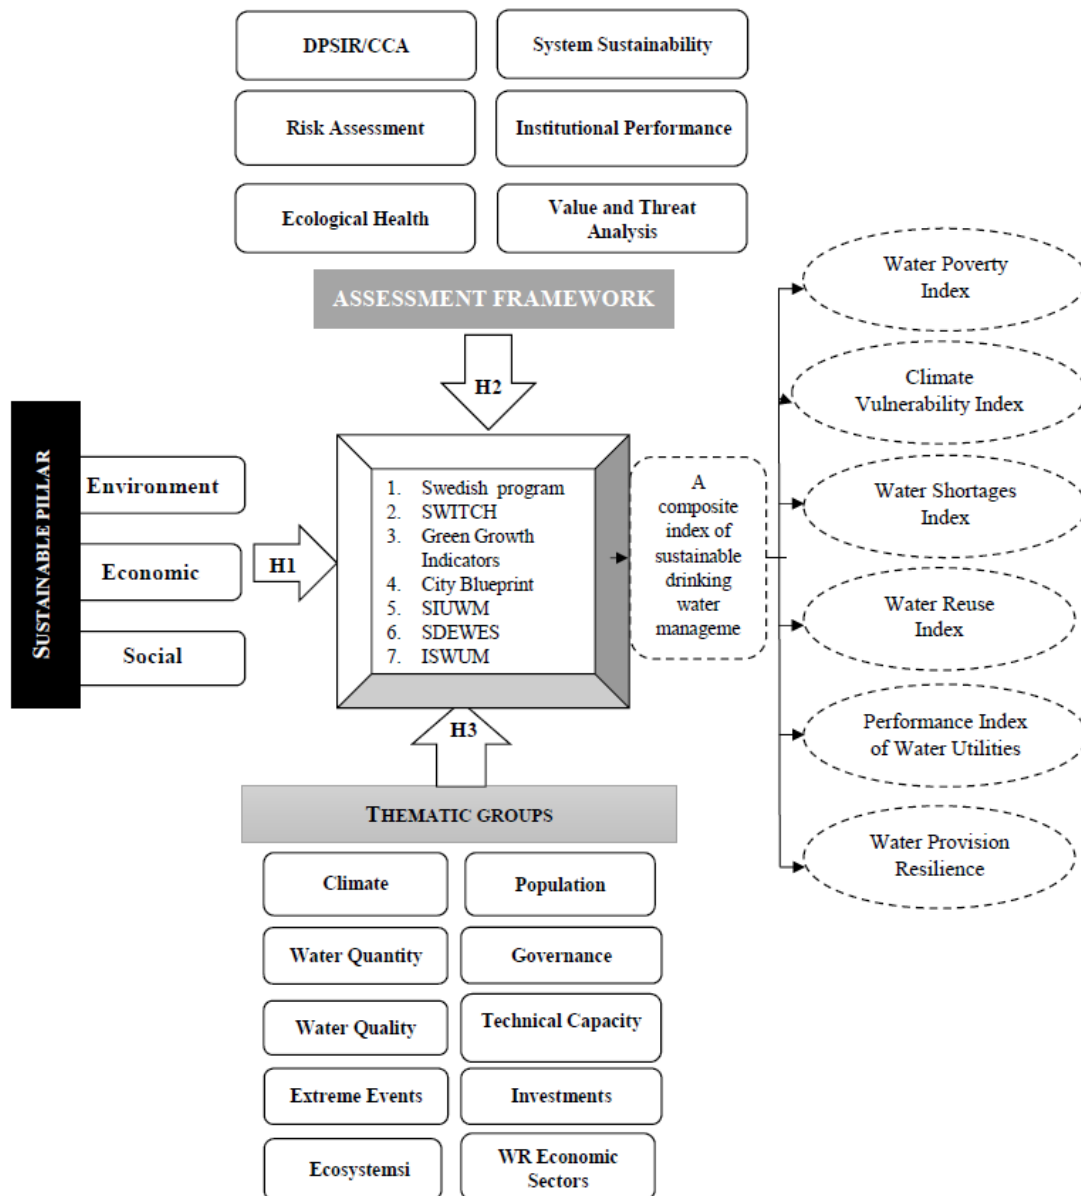 DPSIR/CCA
System Sustainability
Risk Assessment
Institutional Performance
Ecological Health
Value and Threat
Analysis
ASSESSMENT FRAMEWORK
H2
SUSTAINABLE PILLAR
Environment
Economic
Social
H1
1. Swedish program
2. SWITCH
3. Green Growth
Indicators
4. City Blueprint
5. SIUWM
6. SDEWES
7. ISWUM
A
composite
index of
sustainable
drinking
water
manageme
Water Poverty
Index
Climate
Vulnerability Index
Water Shortages
Index
Water Reuse
Index
Performance Index
of Water Utilities
Water Provision
Resilience
H3
THEMATIC GROUPS
Climate
Population
Water Quantity
Governance
Water Quality
Technical Capacity
Extreme Events
Investments
Ecosystemsi
WR Economic
Sectors